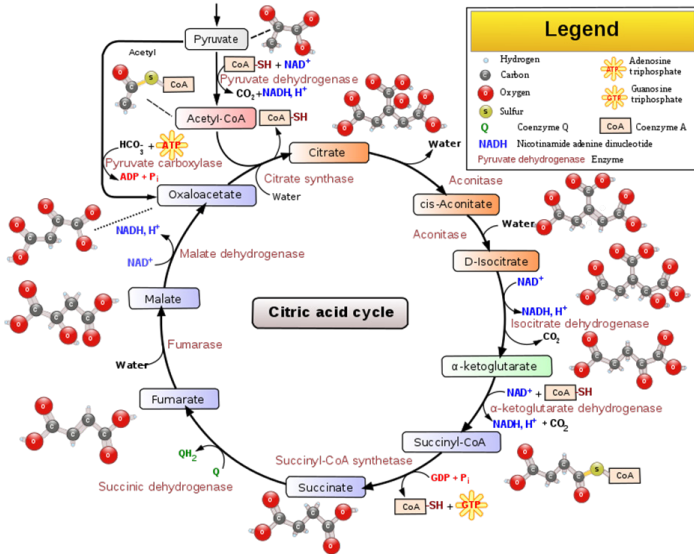 Legend
Hydrogen
Carbon
Oxygen
Sulfur
Q Coenzyme Q
NADH Nicotinamide adenine dinucleotide
Pyruvate dehydrogenase Enzyme
ATP Adenosine
triphosphate
GTP Guanosine
triphosphate
CoA Coenzyme A
Pyruvate
CoA-SH + NAD⁺
Pyruvate dehydrogenase
CO₂+NADH, H⁺
Acetyl
S CoA
Acetyl-CoA
CoA-SH
HCO₃⁻ + ATP
Pyruvate carboxylase
ADP + Pᵢ
Oxaloacetate
Citrate synthase
Water
Citrate
Water
Aconitase
cis-Aconitate
Aconitase
Water
D-Isocitrate
NAD⁺
NADH, H⁺
Isocitrate dehydrogenase
CO₂
α-ketoglutarate
NAD⁺ + CoA-SH
α-ketoglutarate dehydrogenase
NADH, H⁺ + CO₂
Succinyl-CoA
S CoA
Succinyl-CoA synthetase
GDP + Pᵢ
CoA-SH + GTP
Succinate
Succinic dehydrogenase
Q
QH₂
Fumarate
Fumarase
Water
Malate
Malate dehydrogenase
NAD⁺
NADH, H⁺
Citric acid cycle